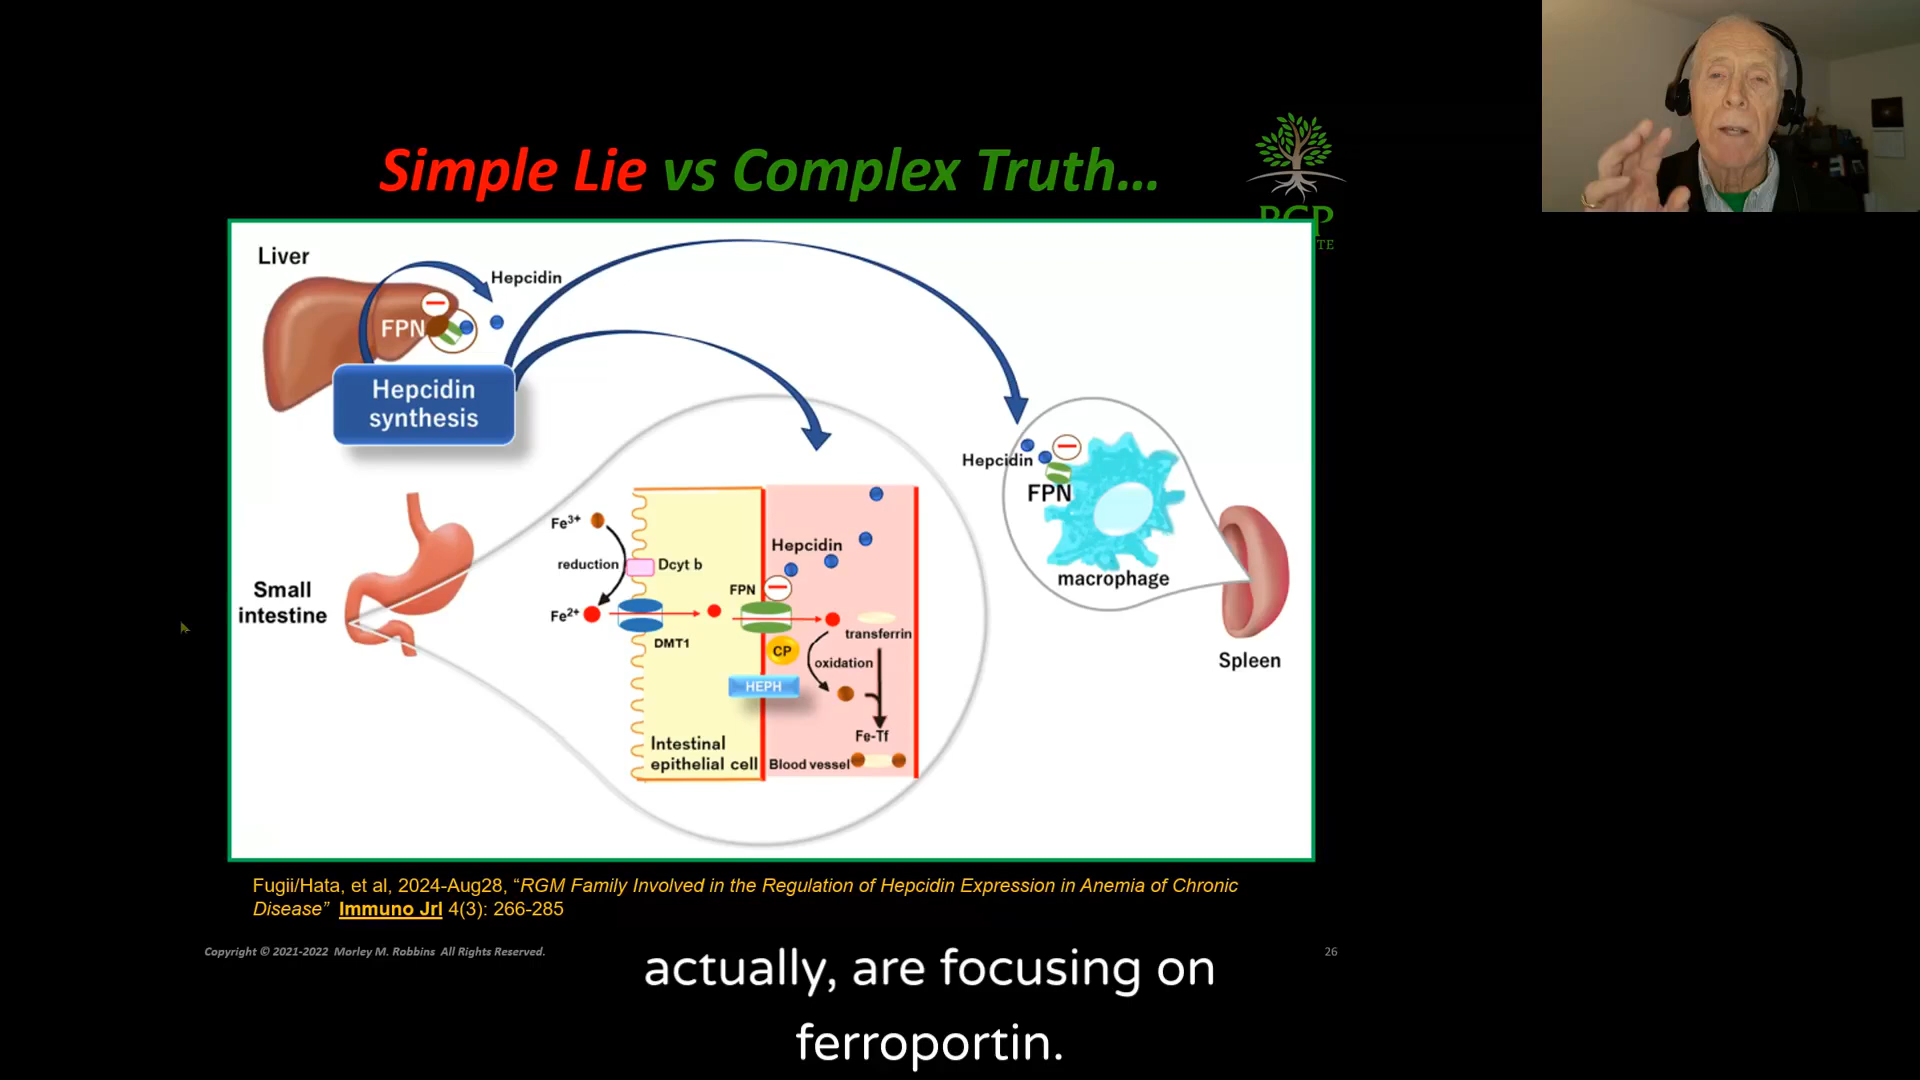 Simple Lie vs Complex Truth...
RCP
TE
Liver
Hepcidin
FPN
Hepcidin
synthesis
Hepcidin
FPN
macrophage
Spleen
Small
intestine
Fe3+
reduction
Dcyt b
Fe2+
DMT1
Hepcidin
FPN
transferrin
CP
oxidation
HEPH
Fe-Tf
Intestinal
epithelial cell
Blood vessel
Fugii/Hata, et al, 2024-Aug28, “RGM Family Involved in the Regulation of Hepcidin Expression in Anemia of Chronic
Disease” Immuno Jrl 4(3): 266-285
Copyright © 2021-2022 Morley M. Robbins All Rights Reserved.
26
actually, are focusing on
ferroportin.